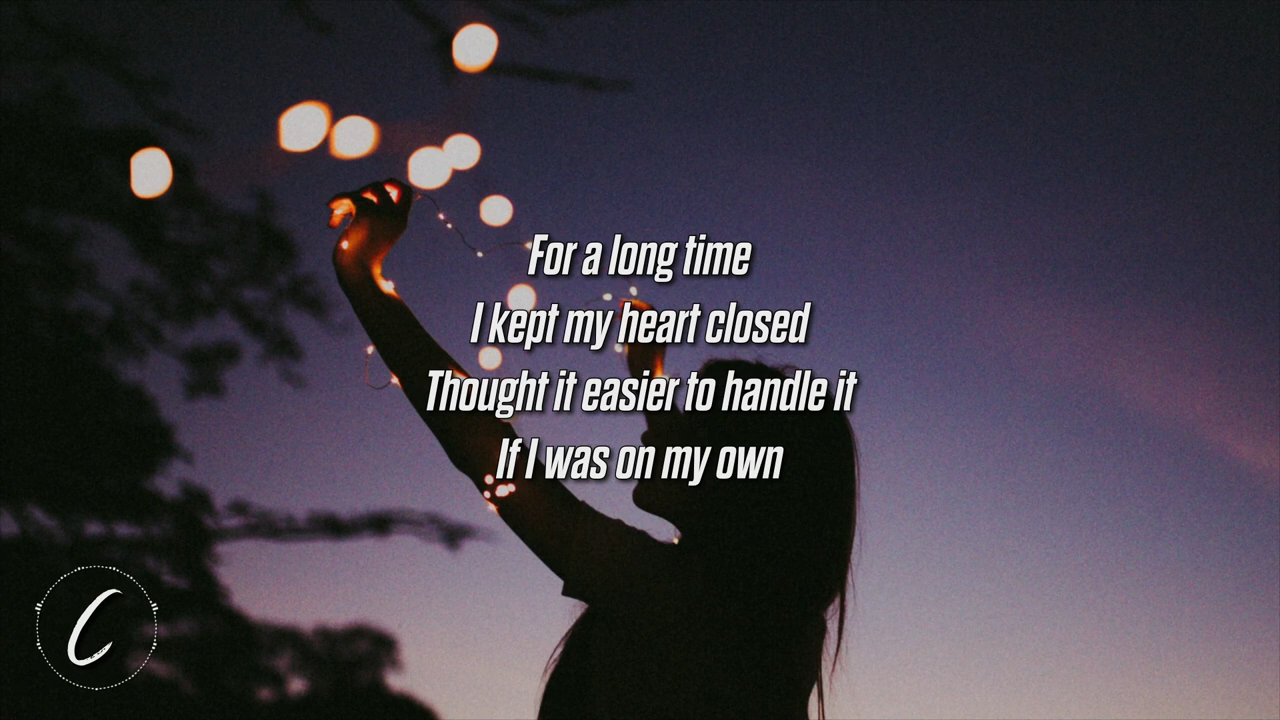 For a long time
I kept my heart closed
Thought it easier to handle it
If I was on my own
C